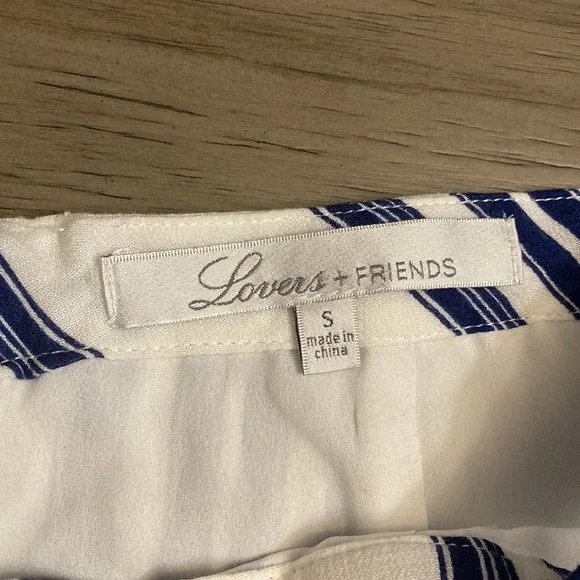 Lovers + FRIENDS
S
made in
china